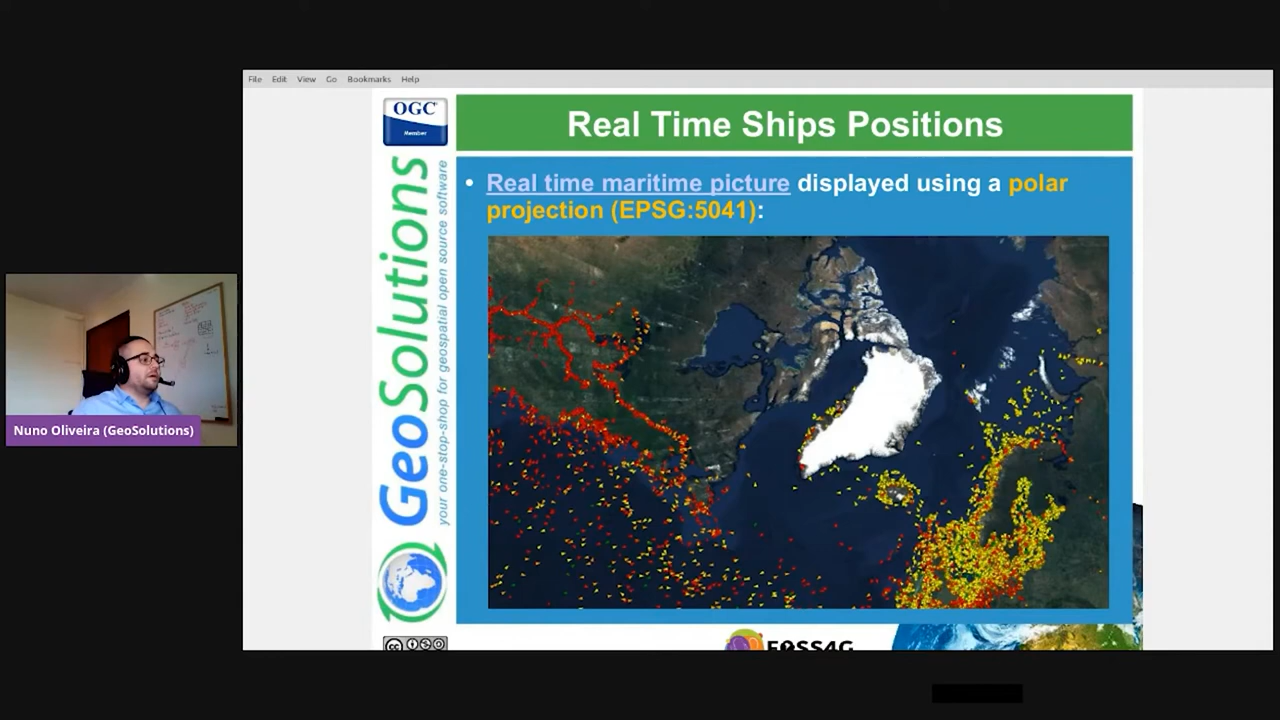 File Edit View Go Bookmarks Help
OGC
Member
Real Time Ships Positions
GeoSolutions
your one-stop-shop for geospatial open source software
• Real time maritime picture displayed using a polar
projection (EPSG:5041):
Nuno Oliveira (GeoSolutions)
cc
FOSS4G